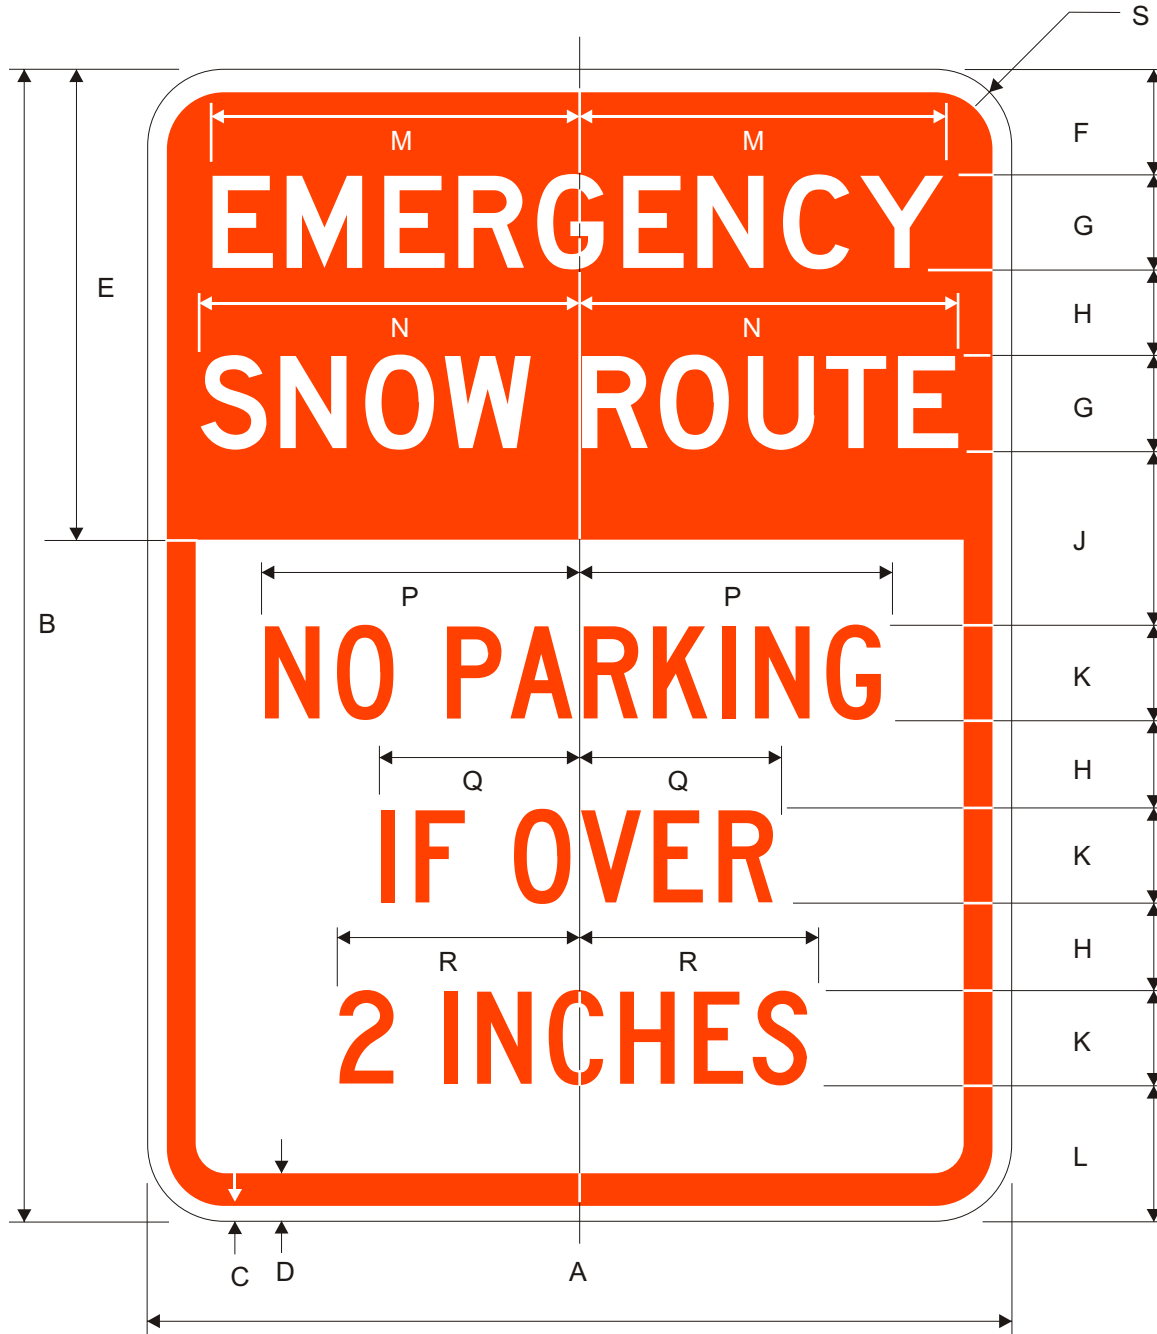 S
F
M M
EMERGENCY
G
E
H
N N
SNOW ROUTE
G
J
P P
B
NO PARKING
K
H
Q Q
IF OVER
K
H
R R
2 INCHES
K
L
C D A